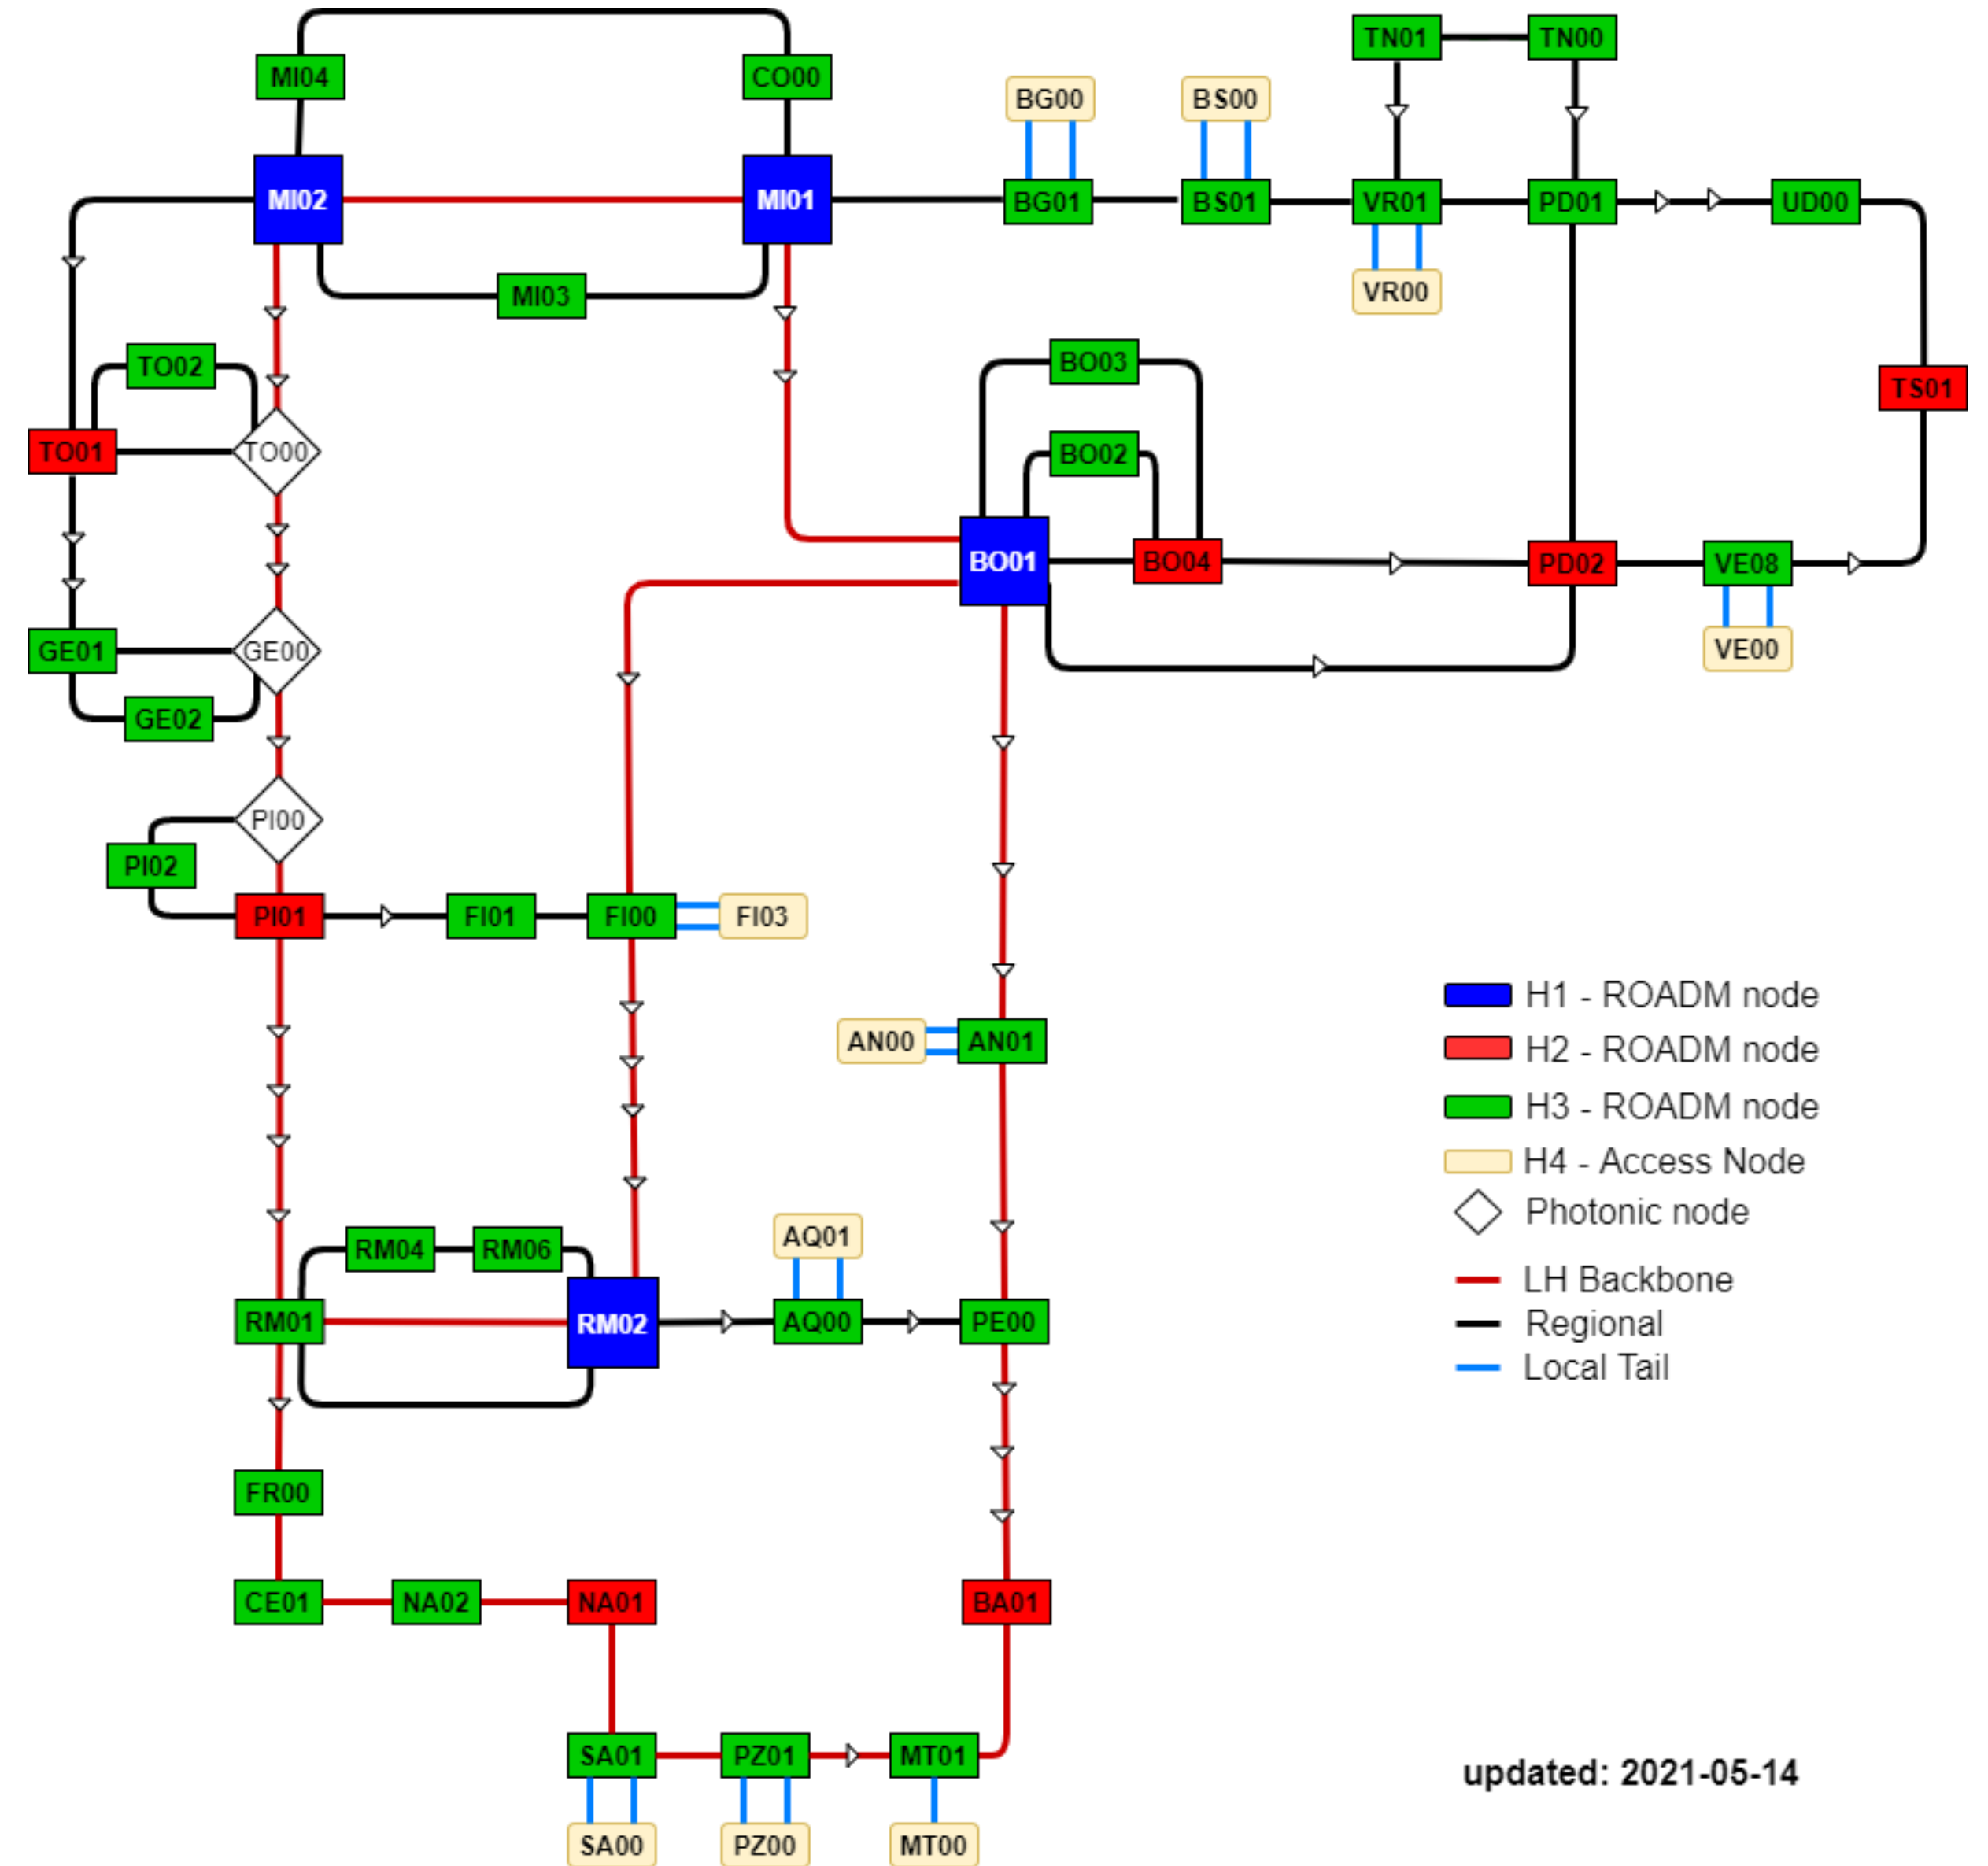 TN01
TN00
MI04
CO00
BG00
BS00
MI02
MI01
BG01
BS01
VR01
PD01
UD00
MI03
VR00
TO02
BO03
TS01
TO01
TO00
BO02
BO01
BO04
PD02
VE08
GE01
GE00
VE00
GE02
PI00
PI02
PI01
FI01
FI00
FI03
AN00
AN01
H1 - ROADM node
H2 - ROADM node
H3 - ROADM node
H4 - Access Node
Photonic node
LH Backbone
Regional
Local Tail
AQ01
RM04
RM06
RM01
RM02
AQ00
PE00
FR00
CE01
NA02
NA01
BA01
SA01
PZ01
MT01
SA00
PZ00
MT00
updated: 2021-05-14